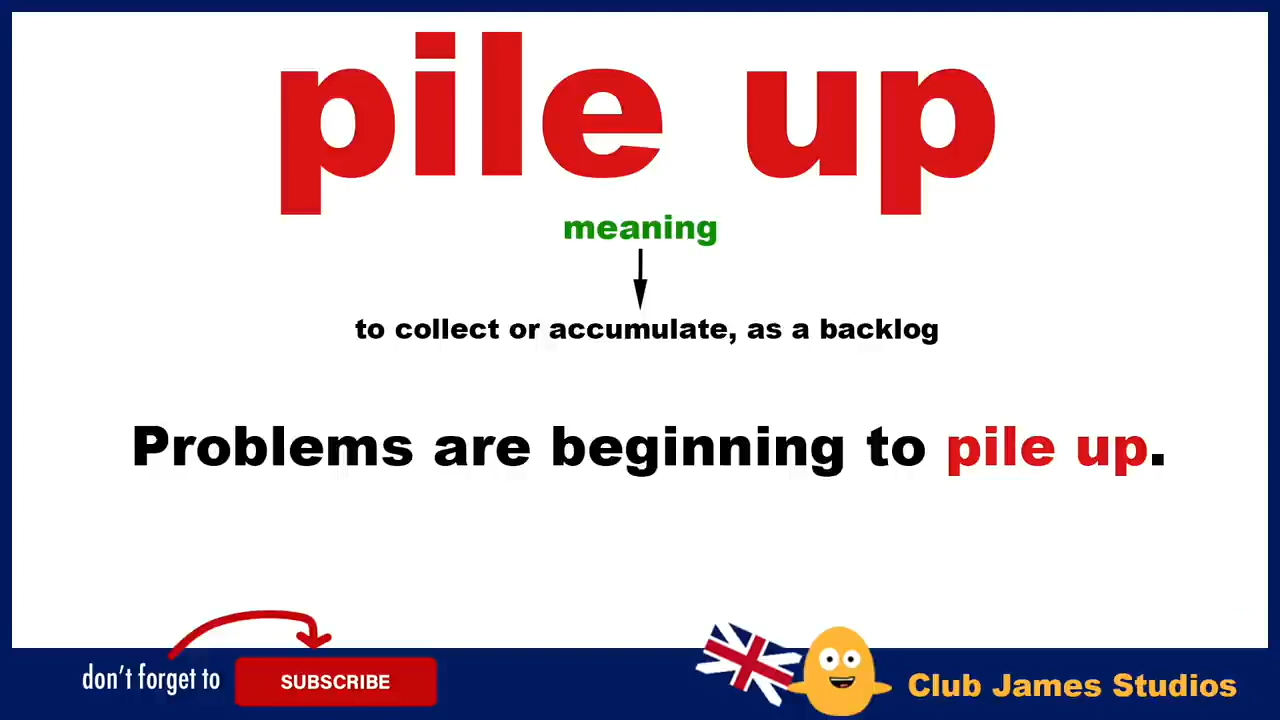 pile up
meaning
to collect or accumulate, as a backlog
Problems are beginning to pile up.
don't forget to SUBSCRIBE
Club James Studios